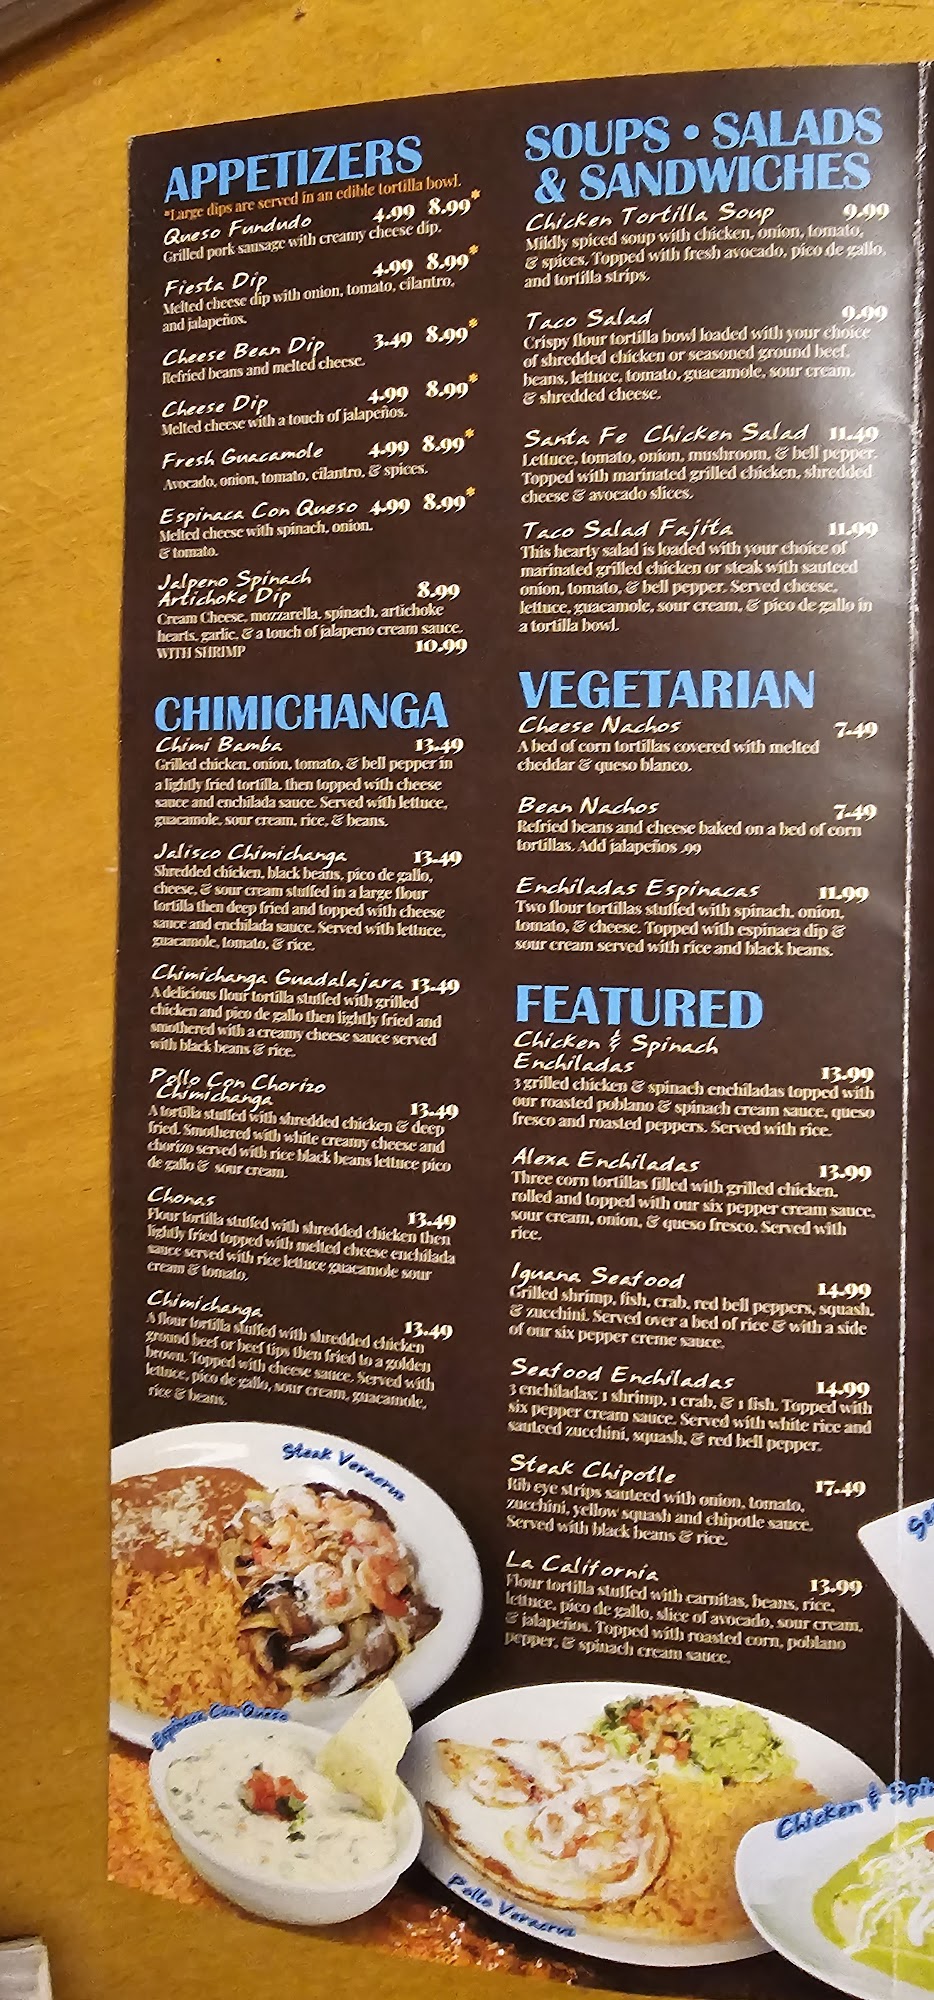 APPETIZERS
*Large dips are served in an edible tortilla bowl.
Queso Fundudo 4.99 8.99*
Grilled pork sausage with creamy cheese dip.
Fiesta Dip 4.99 8.99*
Melted cheese dip with onion, tomato, cilantro,
and jalapeños.
Cheese Bean Dip 3.49 8.99*
Refried beans and melted cheese.
Cheese Dip 4.99 8.99*
Melted cheese with a touch of jalapeños.
Fresh Guacamole 4.99 8.99*
Avocado, onion, tomato, cilantro, & spices.
Espinaca Con Queso 4.99 8.99*
Melted cheese with spinach, onion,
& tomato.
Jalpeno Spinach
Artichoke Dip 8.99
Cream Cheese, mozzarella, spinach, artichoke
hearts, garlic, & a touch of jalapeno cream sauce.
WITH SHRIMP 10.99
CHIMICHANGA
Chimi Bamba 13.49
Grilled chicken, onion, tomato, & bell pepper in
a lightly fried tortilla, then topped with cheese
sauce and enchilada sauce. Served with lettuce,
guacamole, sour cream, rice, & beans.
Jalisco Chimichanga 13.49
Shredded chicken, black beans, pico de gallo,
cheese, & sour cream stuffed in a large flour
tortilla then deep fried and topped with cheese
sauce and enchilada sauce. Served with lettuce,
guacamole, tomato, & rice.
Chimichanga Guadalajara 13.49
A delicious flour tortilla stuffed with grilled
chicken and pico de gallo then lightly fried and
smothered with a creamy cheese sauce served
with black beans & rice.
Pollo Con Chorizo
Chimichanga 13.49
A tortilla stuffed with shredded chicken & deep
fried. Smothered with white creamy cheese and
chorizo served with rice black beans lettuce pico
de gallo & sour cream.
Chonas 13.49
Flour tortilla stuffed with shredded chicken then
lightly fried topped with melted cheese enchilada
sauce served with rice lettuce guacamole sour
cream & tomato.
Chimichanga 13.49
A flour tortilla stuffed with shredded chicken
ground beef or beef tips then fried to a golden
brown. Topped with cheese sauce. Served with
lettuce, pico de gallo, sour cream, guacamole,
rice & beans.
SOUPS • SALADS
& SANDWICHES
Chicken Tortilla Soup 9.99
Mildly spiced soup with chicken, onion, tomato,
& spices. Topped with fresh avocado, pico de gallo,
and tortilla strips.
Taco Salad 9.99
Crispy flour tortilla bowl loaded with your choice
of shredded chicken or seasoned ground beef,
beans, lettuce, tomato, guacamole, sour cream,
& shredded cheese.
Santa Fe Chicken Salad 11.49
Lettuce, tomato, onion, mushroom, & bell pepper.
Topped with marinated grilled chicken, shredded
cheese & avocado slices.
Taco Salad Fajita 11.99
This hearty salad is loaded with your choice of
marinated grilled chicken or steak with sauteed
onion, tomato, & bell pepper. Served cheese,
lettuce, guacamole, sour cream, & pico de gallo in
a tortilla bowl.
VEGETARIAN
Cheese Nachos 7.49
A bed of corn tortillas covered with melted
cheddar & queso blanco.
Bean Nachos 7.49
Refried beans and cheese baked on a bed of corn
tortillas. Add jalapeños .99
Enchiladas Espinacas 11.99
Two flour tortillas stuffed with spinach, onion,
tomato, & cheese. Topped with espinaca dip &
sour cream served with rice and black beans.
FEATURED
Chicken & Spinach
Enchiladas 13.99
3 grilled chicken & spinach enchiladas topped with
our roasted poblano & spinach cream sauce, queso
fresco and roasted peppers. Served with rice.
Alexa Enchiladas 13.99
Three corn tortillas filled with grilled chicken,
rolled and topped with our six pepper cream sauce,
sour cream, onion, & queso fresco. Served with
rice.
Iguana Seafood 14.99
Grilled shrimp, fish, crab, red bell peppers, squash,
& zucchini. Served over a bed of rice & with a side
of our six pepper creme sauce.
Seafood Enchiladas 14.99
3 enchiladas: 1 shrimp, 1 crab, & 1 fish. Topped with
six pepper cream sauce. Served with white rice and
sauteed zucchini, squash, & red bell pepper.
Steak Chipotle 17.49
Rib eye strips sauteed with onion, tomato,
zucchini, yellow squash and chipotle sauce.
Served with black beans & rice.
La California 13.99
Flour tortilla stuffed with carnitas, beans, rice,
lettuce, pico de gallo, slice of avocado, sour cream,
& jalapeños. Topped with roasted corn, poblano
pepper, & spinach cream sauce.
Steak Veracruz
Espinaca Con Queso
Pollo Veracruz
Chicken & Spin